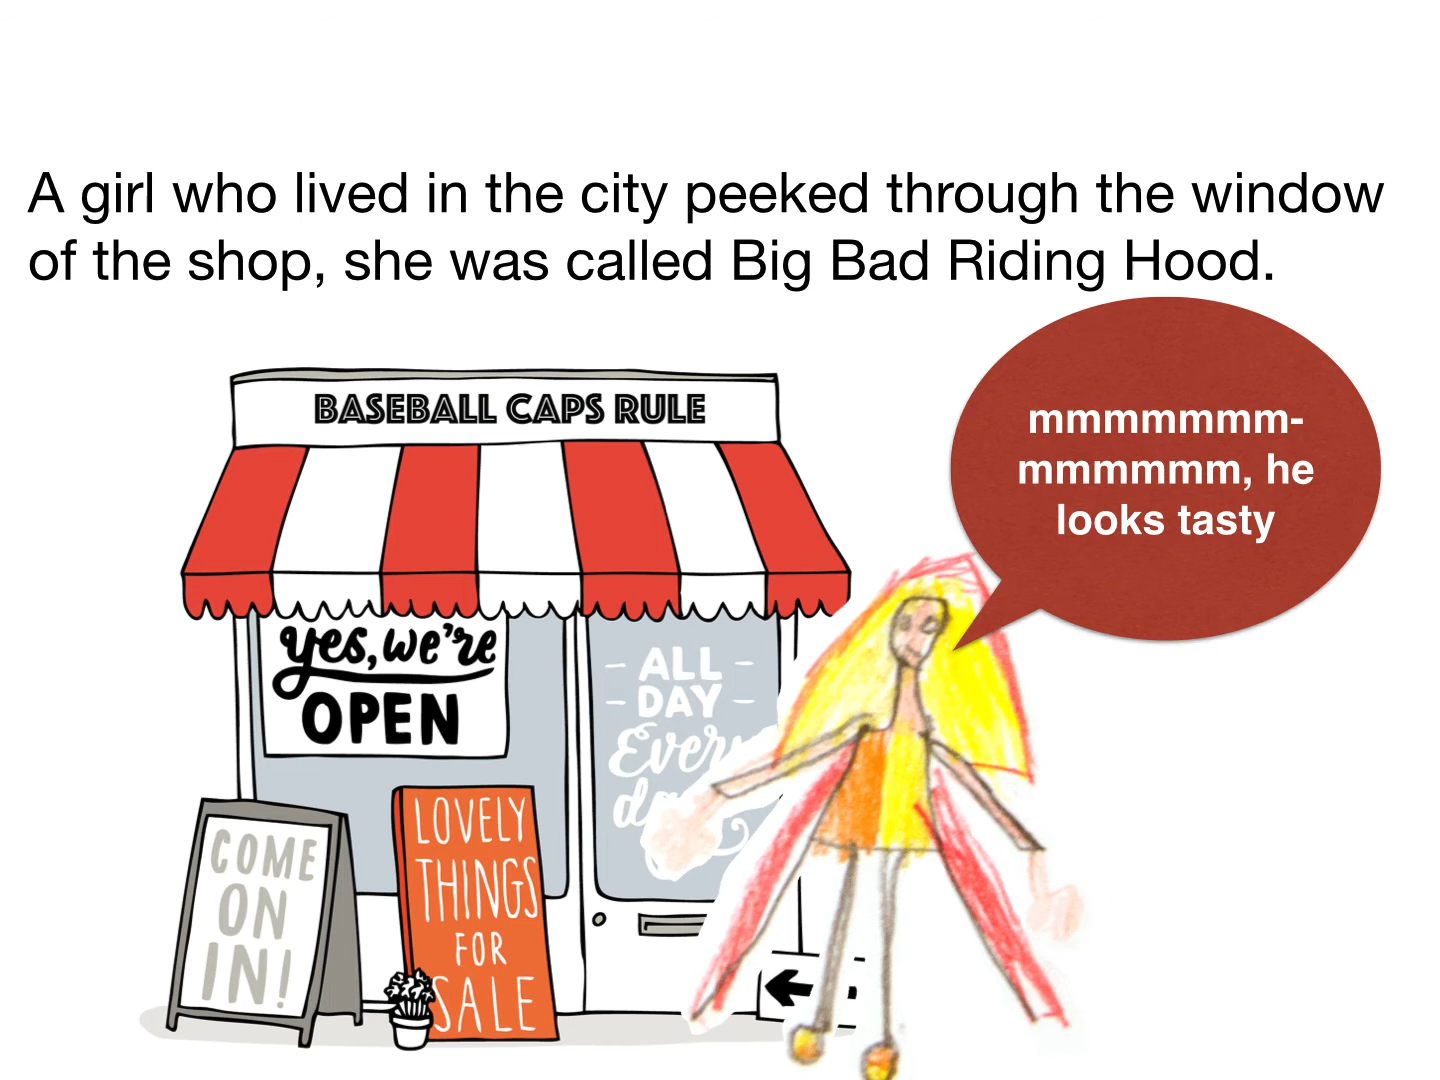 A girl who lived in the city peeked through the window
of the shop, she was called Big Bad Riding Hood.
mmmmmmm-
mmmmmm, he
looks tasty
BASEBALL CAPS RULE
yes, we're
OPEN
- ALL -
- DAY -
COME
ON
IN!
LOVELY
THINGS
FOR
SALE